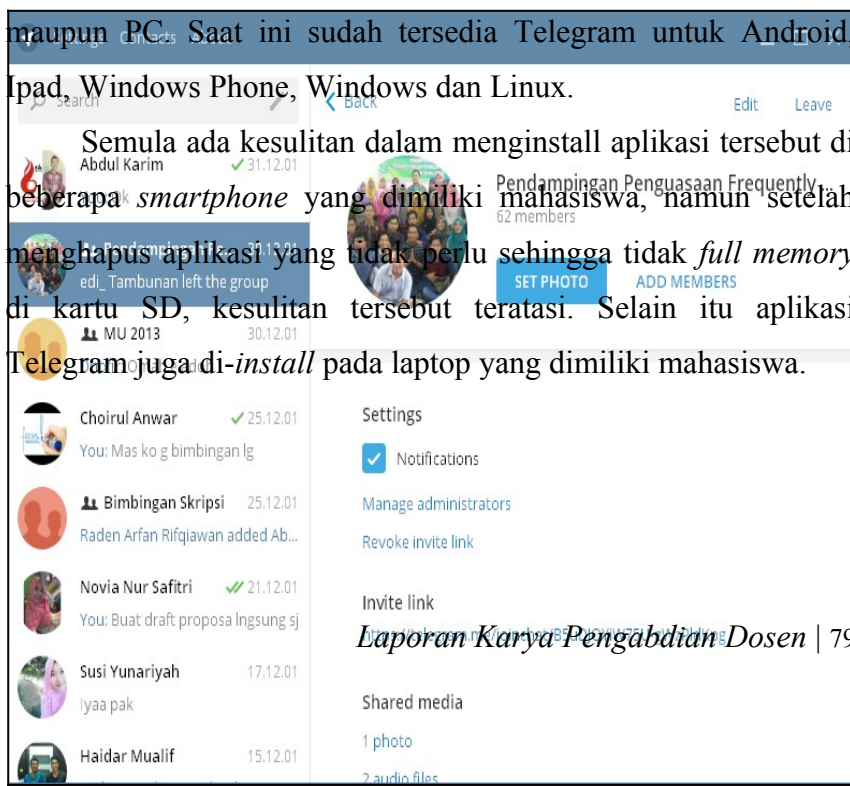 maupun PC. Saat ini sudah tersedia Telegram untuk Android,
Ipad, Windows Phone, Windows dan Linux.
Semula ada kesulitan dalam menginstall aplikasi tersebut di
beberapa smartphone yang dimiliki mahasiswa, namun setelah
menghapus aplikasi yang tidak perlu sehingga tidak full memory
di kartu SD, kesulitan tersebut teratasi. Selain itu aplikasi
Telegram juga di-install pada laptop yang dimiliki mahasiswa.
Contacts
Search
Abdul Karim 31.12.01
edi_ Tambunan left the group
MU 2013 30.12.01
Choirul Anwar 25.12.01
You: Mas ko g bimbingan lg
Bimbingan Skripsi 25.12.01
Raden Arfan Rifqiawan added Ab...
Novia Nur Safitri 21.12.01
You: Buat draft proposa lngsung sj
Susi Yunariyah 17.12.01
Iyaa pak
Haidar Mualif 15.12.01
Back
Edit Leave
Pendampingan Penguasaan Frequently ...
62 members
SET PHOTO ADD MEMBERS
Settings
Notifications
Manage administrators
Revoke invite link
Invite link
Laporan Karya Pengabdian Dosen | 79
Shared media
1 photo
2 audio files